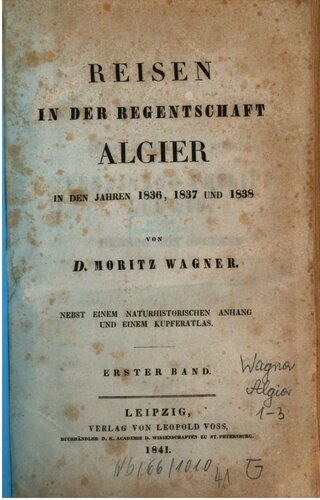 REISEN
IN DER REGENTSCHAFT
ALGIER
IN DEN JAHREN 1836, 1837 UND 1838
VON
D. MORITZ WAGNER.
NEBST EINEM NATURHISTORISCHEN ANHANG
UND EINEM KUPFERATLAS.
ERSTER BAND.
Wagner
Algier
1-3
LEIPZIG,
VERLAG VON LEOPOLD VOSS,
BUCHHÄNDLER D. K. ACADEMIE D. WISSENSCHAFTEN ZU ST. PETERSBURG.
1841.